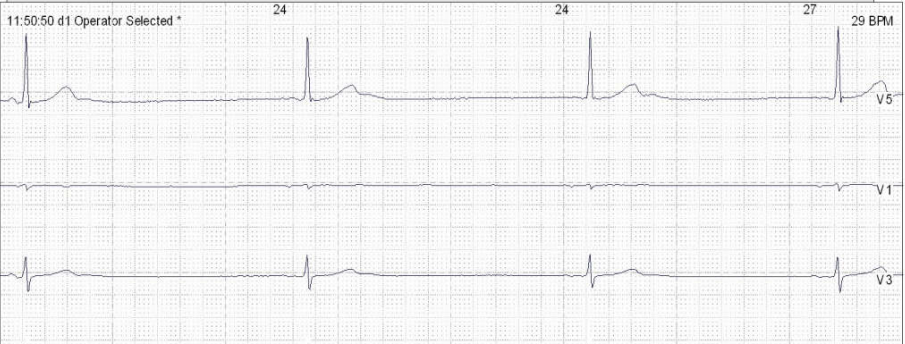 24 24 27
11:50:50 d1 Operator Selected * 29 BPM
V5
V1
V3